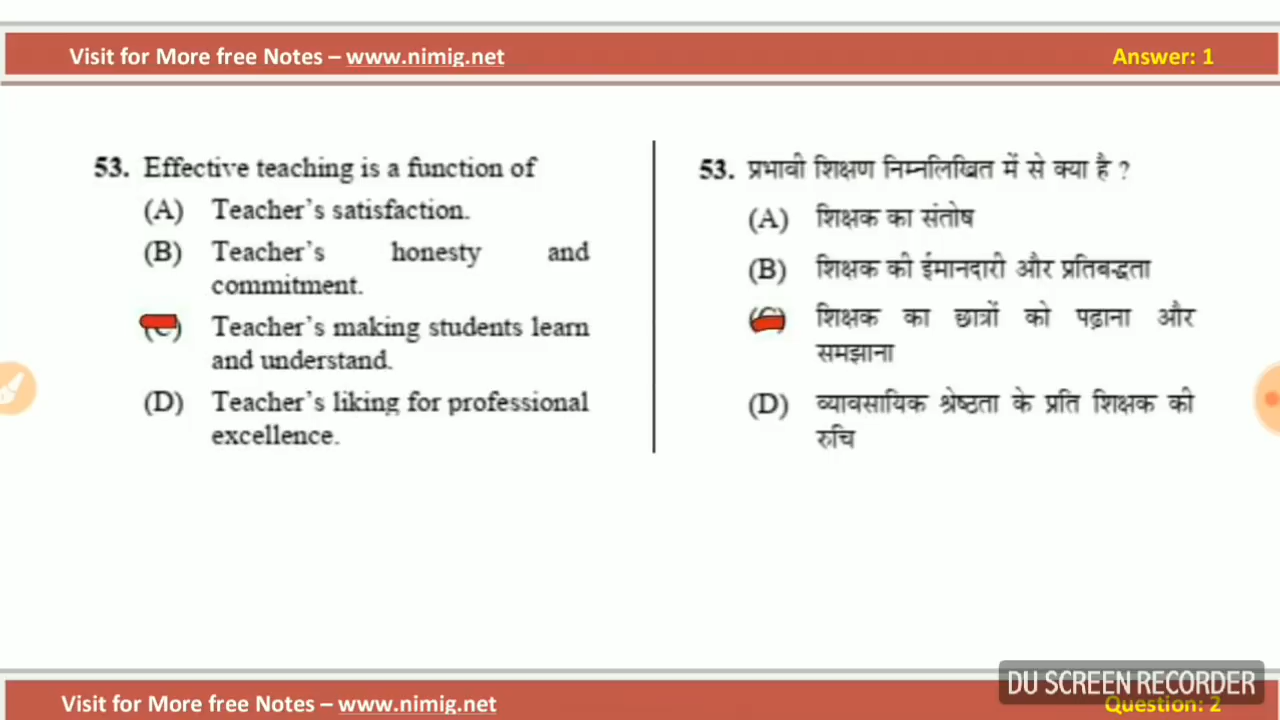 Visit for More free Notes – www.nimig.net
Answer: 1
53. Effective teaching is a function of
(A) Teacher's satisfaction.
(B) Teacher's honesty and
commitment.
(C) Teacher's making students learn
and understand.
(D) Teacher's liking for professional
excellence.
53. प्रभावी शिक्षण निम्नलिखित में से क्या है ?
(A) शिक्षक का संतोष
(B) शिक्षक की ईमानदारी और प्रतिबद्धता
(C) शिक्षक का छात्रों को पढ़ाना और
समझाना
(D) व्यावसायिक श्रेष्ठता के प्रति शिक्षक की
रुचि
DU SCREEN RECORDER
Visit for More free Notes – www.nimig.net
Question: 2